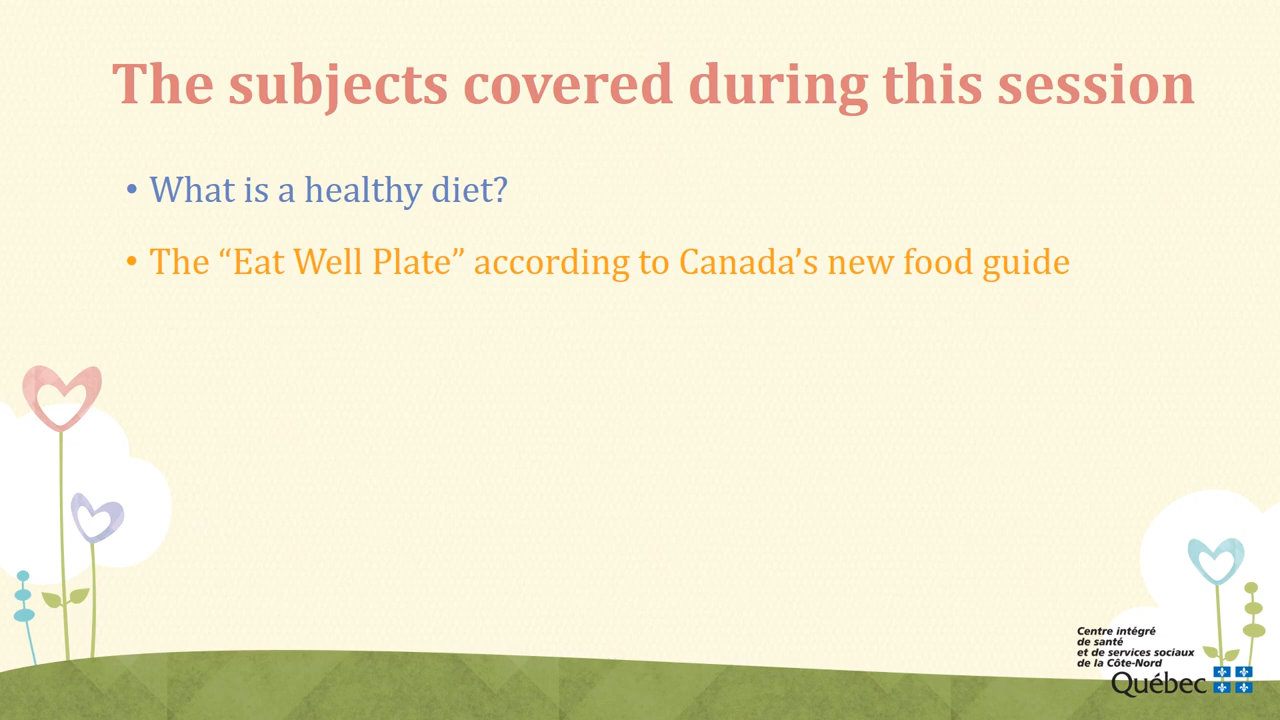 The subjects covered during this session
• What is a healthy diet?
• The “Eat Well Plate” according to Canada’s new food guide
Centre intégré
de santé
et de services sociaux
de la Côte-Nord
Québec